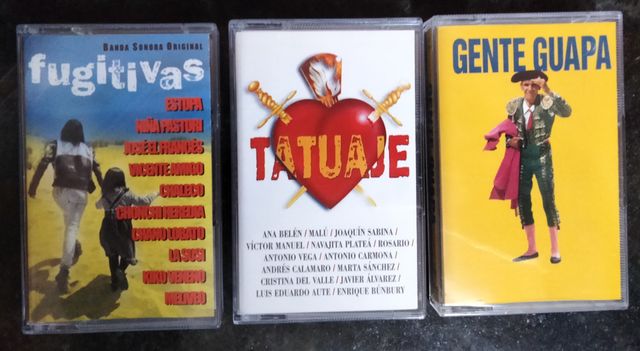 BANDA SONORA ORIGINAL
fugitivas
ESTOPA
NIÑA PASTORI
JOSÉ EL FRANCÉS
VICENTE AMIGO
CHALECO
CHONCHI HEREDIA
CHANO LOBATO
LA SUSI
KIKO VENENO
MELIVEO
TATUAJE
ANA BELÉN / MALÚ / JOAQUÍN SABINA /
VÍCTOR MANUEL / NAVAJITA PLATEÁ / ROSARIO /
ANTONIO VEGA / ANTONIO CARMONA /
ANDRÉS CALAMARO / MARTA SÁNCHEZ /
CRISTINA DEL VALLE / JAVIER ÁLVAREZ /
LUIS EDUARDO AUTE / ENRIQUE BÚNBURY
GENTE GUAPA